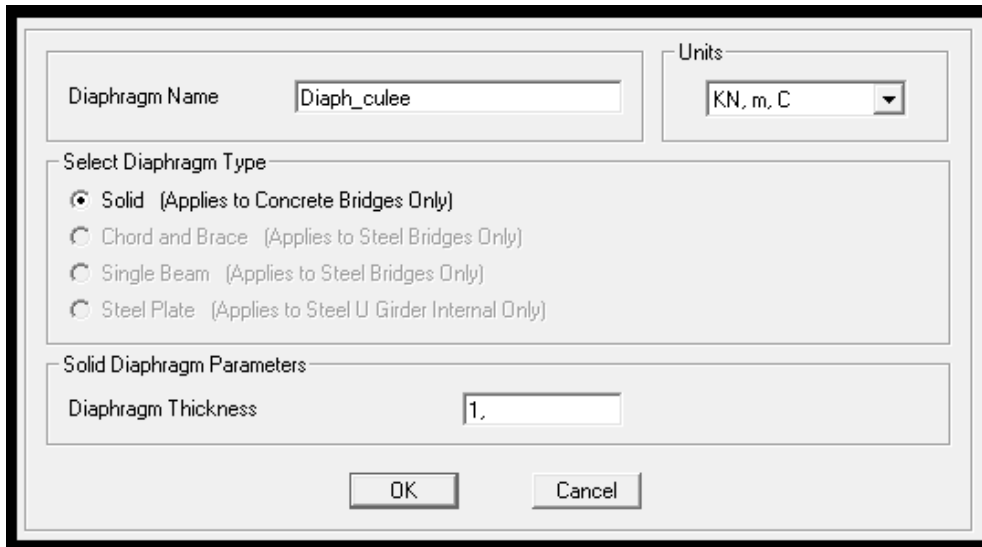 Diaphragm Name
Diaph_culee
Units
KN, m, C
Select Diaphragm Type
Solid (Applies to Concrete Bridges Only)
Chord and Brace (Applies to Steel Bridges Only)
Single Beam (Applies to Steel Bridges Only)
Steel Plate (Applies to Steel U Girder Internal Only)
Solid Diaphragm Parameters
Diaphragm Thickness
1,
OK
Cancel